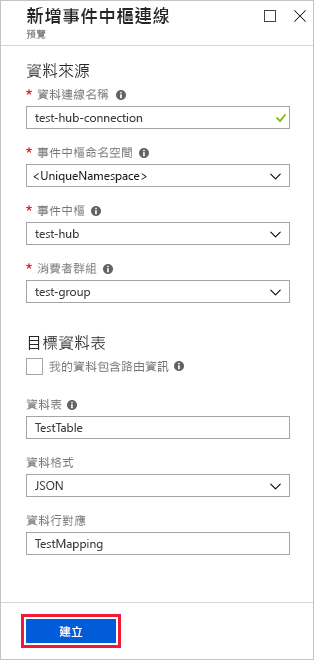 新增事件中樞連線
預覽
資料來源
* 資料連線名稱
test-hub-connection
* 事件中樞命名空間
<UniqueNamespace>
* 事件中樞
test-hub
* 消費者群組
test-group
目標資料表
我的資料包含路由資訊
資料表
TestTable
資料格式
JSON
資料行對應
TestMapping
建立